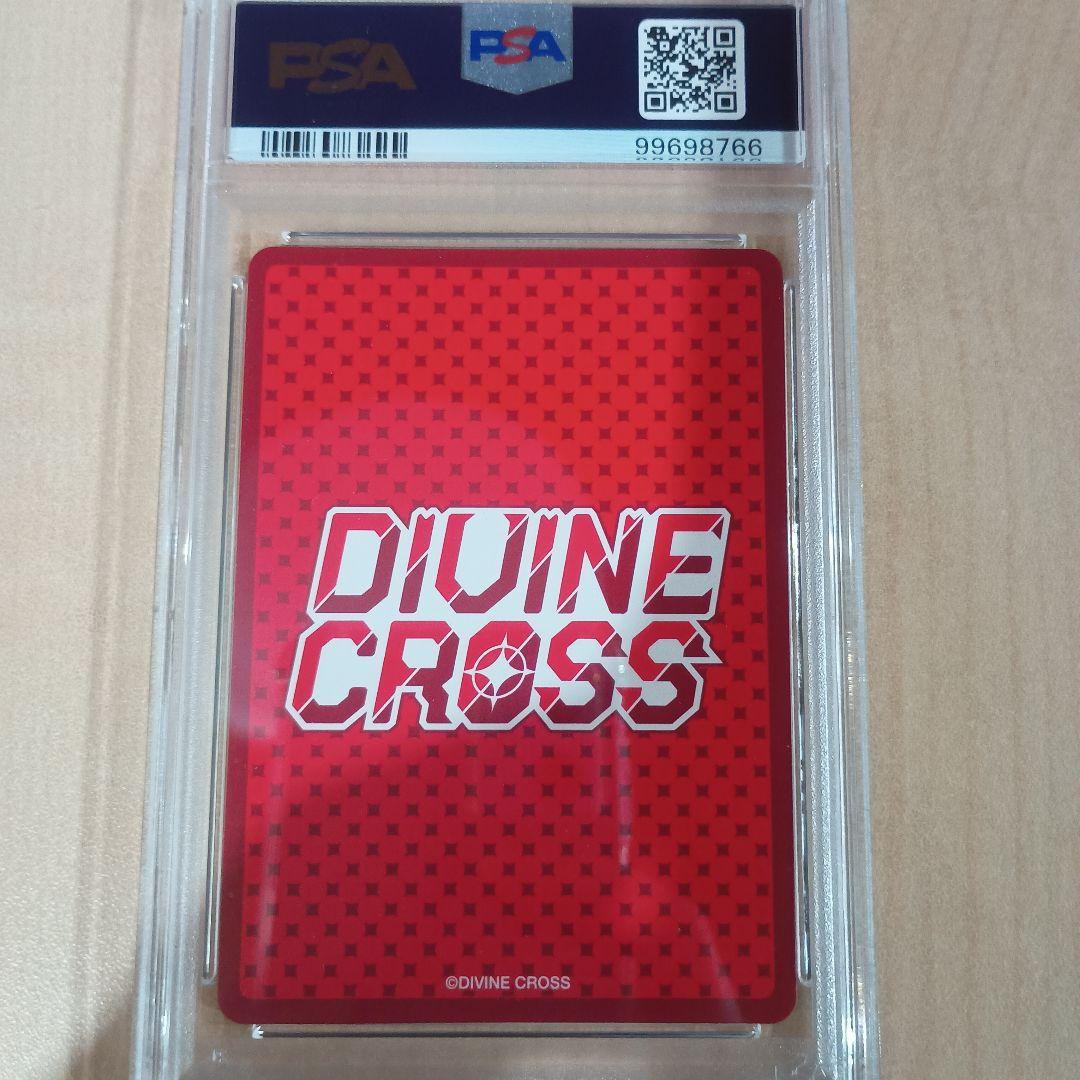 PSA
PSA
99698766
DIVINE
CROSS
©DIVINE CROSS